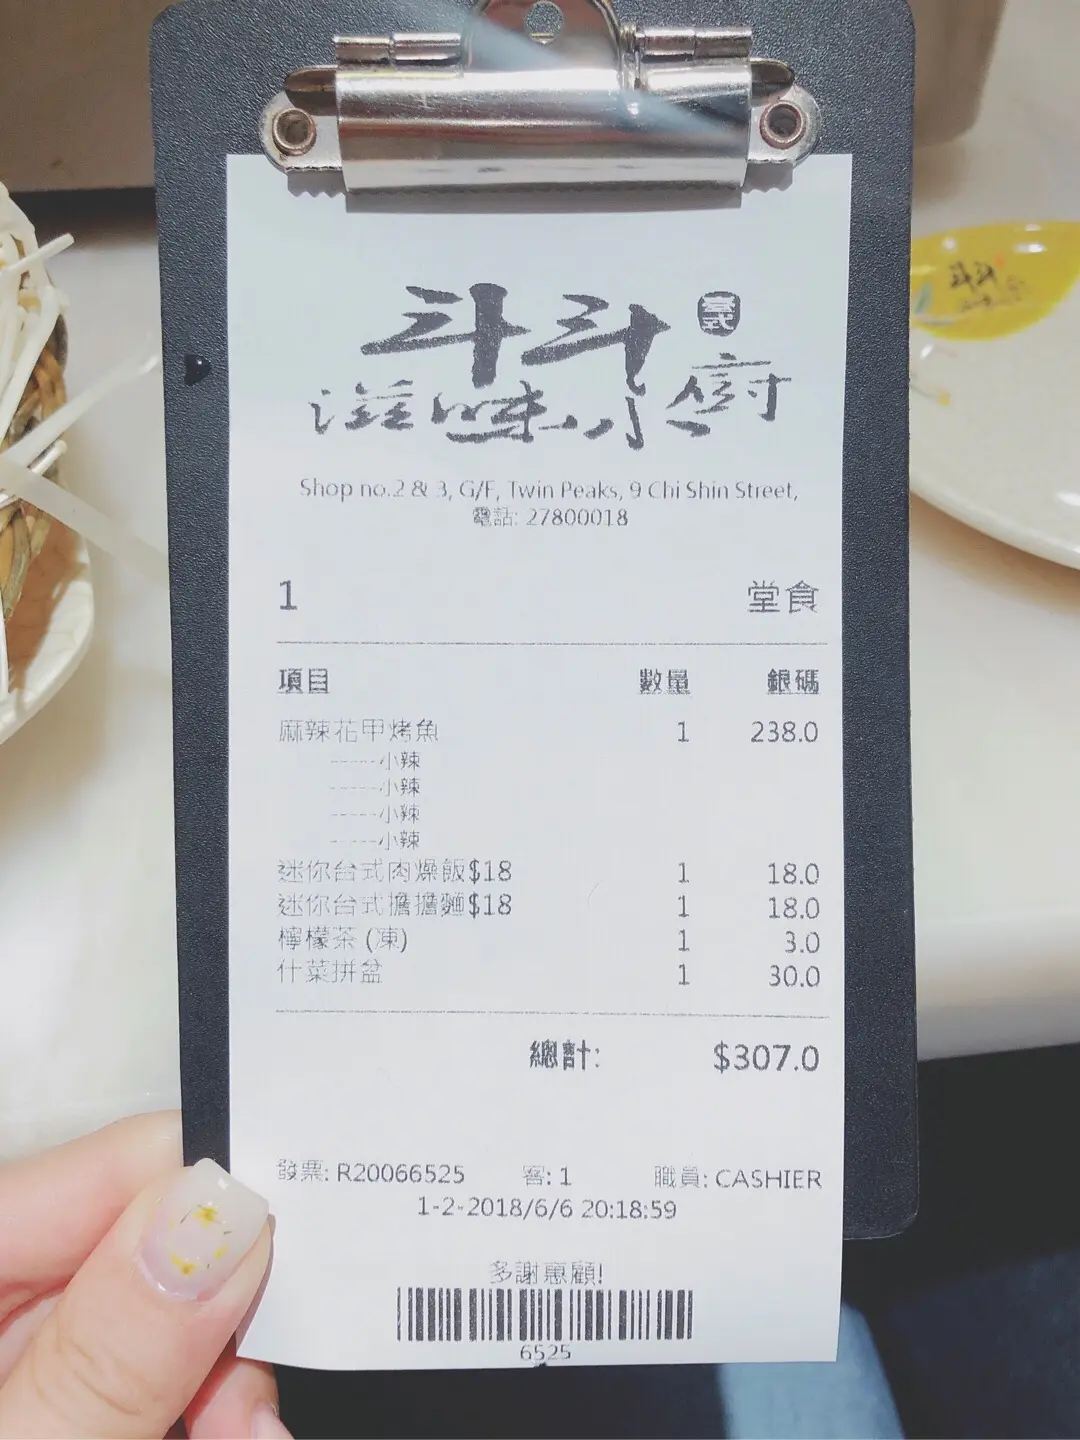 斗斗
臺式
滋味小廚
Shop no.2 & 3, G/F, Twin Peaks, 9 Chi Shin Street,
電話: 27800018
1 堂食
項目 數量 銀碼
麻辣花甲烤魚 1 238.0
-----小辣
-----小辣
-----小辣
-----小辣
迷你台式肉燥飯$18 1 18.0
迷你台式擔擔麵$18 1 18.0
檸檬茶 (凍) 1 3.0
什菜拼盆 1 30.0
總計: $307.0
發票: R20066525 客: 1 職員: CASHIER
1-2-2018/6/6 20:18:59
多謝惠顧!
6525
斗斗